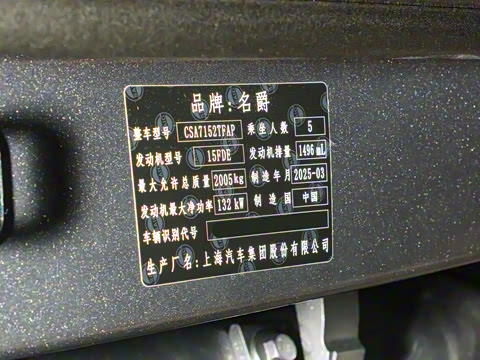 品牌:名爵
整车型号 CSA7152TFAP 乘坐人数 5
发动机型号 15FDE 发动机排量 1496 mL
最大允许总质量 2005 kg 制造年月 2025-03
发动机最大净功率 132 kW 制造国 中国
车辆识别代号
生产厂名:上海汽车集团股份有限公司